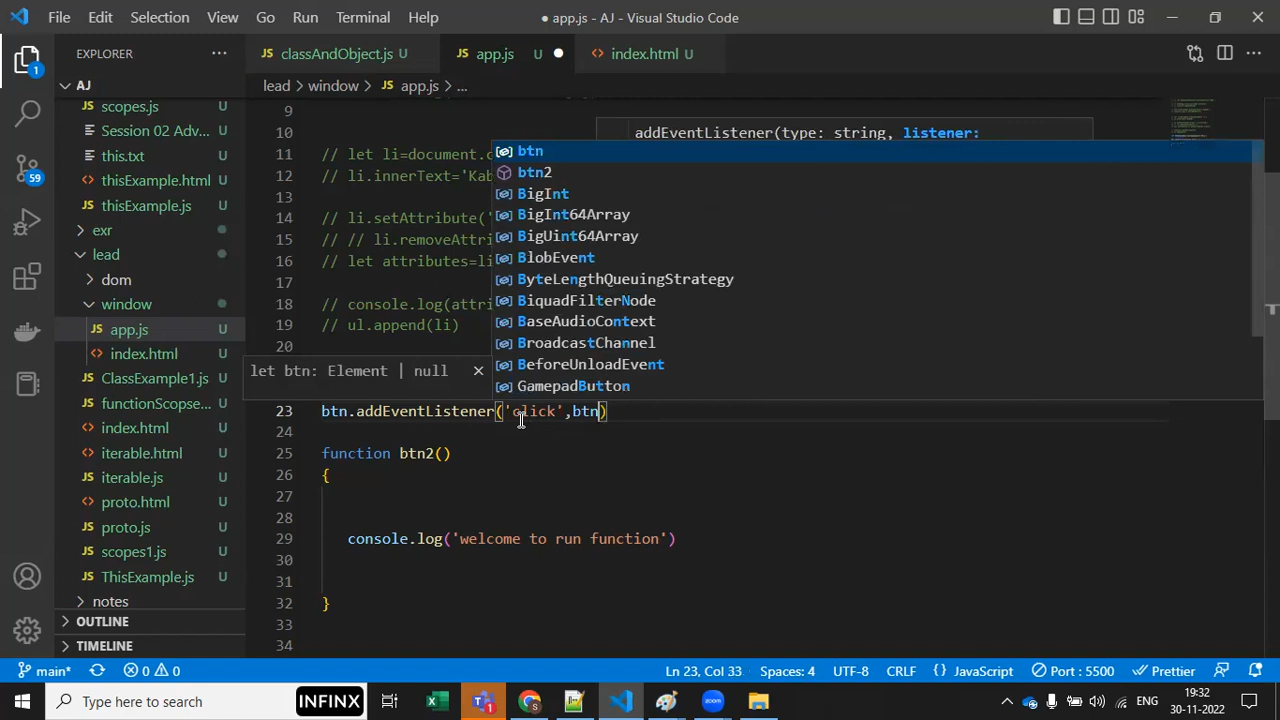 File Edit Selection View Go Run Terminal Help
● app.js - AJ - Visual Studio Code
EXPLORER
classAndObject.js U
app.js U
index.html U
1
AJ
lead > window > app.js > ...
scopes.js U
Session 02 Adv...
this.txt U
thisExample.html U
thisExample.js U
exr
lead
dom
window
app.js U
index.html U
ClassExample1.js U
functionScopse... U
index.html U
iterable.html U
iterable.js U
proto.html U
proto.js U
scopes1.js U
ThisExample.js U
notes
OUTLINE
TIMELINE
59
9
10
11 // let li=document.c
12 // li.innerText='Kab
13
14 // li.setAttribute('
15 // // li.removeAttri
16 // let attributes=li
17
18 // console.log(attri
19 // ul.append(li)
20
addEventListener(type: string, listener:
btn
btn2
BigInt
BigInt64Array
BigUint64Array
BlobEvent
ByteLengthQueuingStrategy
BiquadFilterNode
BaseAudioContext
BroadcastChannel
BeforeUnloadEvent
GamepadButton
let btn: Element | null
23 btn.addEventListener('click',btn)
24
25 function btn2()
26 {
27
28
29 console.log('welcome to run function')
30
31
32 }
33
34
main* 0 0
Ln 23, Col 33 Spaces: 4 UTF-8 CRLF {} JavaScript Port : 5500 Prettier
Type here to search
INFINX
1
ENG
19:32
30-11-2022